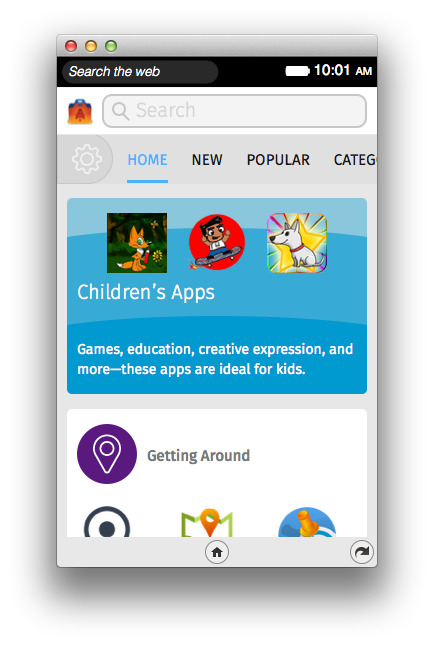 Search the web
10:01 AM
Search
HOME NEW POPULAR CATEG
Children's Apps
Games, education, creative expression, and
more—these apps are ideal for kids.
Getting Around